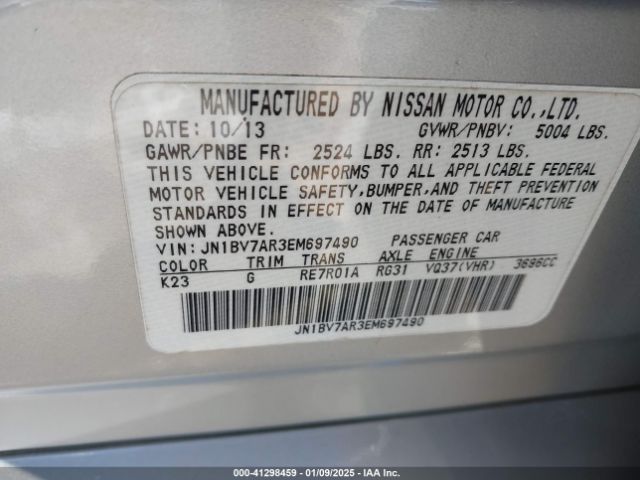 MANUFACTURED BY NISSAN MOTOR CO.,LTD.
DATE: 10/13 GVWR/PNBV: 5004 LBS.
GAWR/PNBE FR: 2524 LBS. RR: 2513 LBS.
THIS VEHICLE CONFORMS TO ALL APPLICABLE FEDERAL
MOTOR VEHICLE SAFETY,BUMPER,AND THEFT PREVENTION
STANDARDS IN EFFECT ON THE DATE OF MANUFACTURE
SHOWN ABOVE.
VIN: JN1BV7AR3EM697490 PASSENGER CAR
COLOR TRIM TRANS AXLE ENGINE
K23 G RE7R01A RG31 VQ37(VHR) 3696CC
JN1BV7AR3EM697490
000-41298459 - 01/09/2025 - IAA Inc.